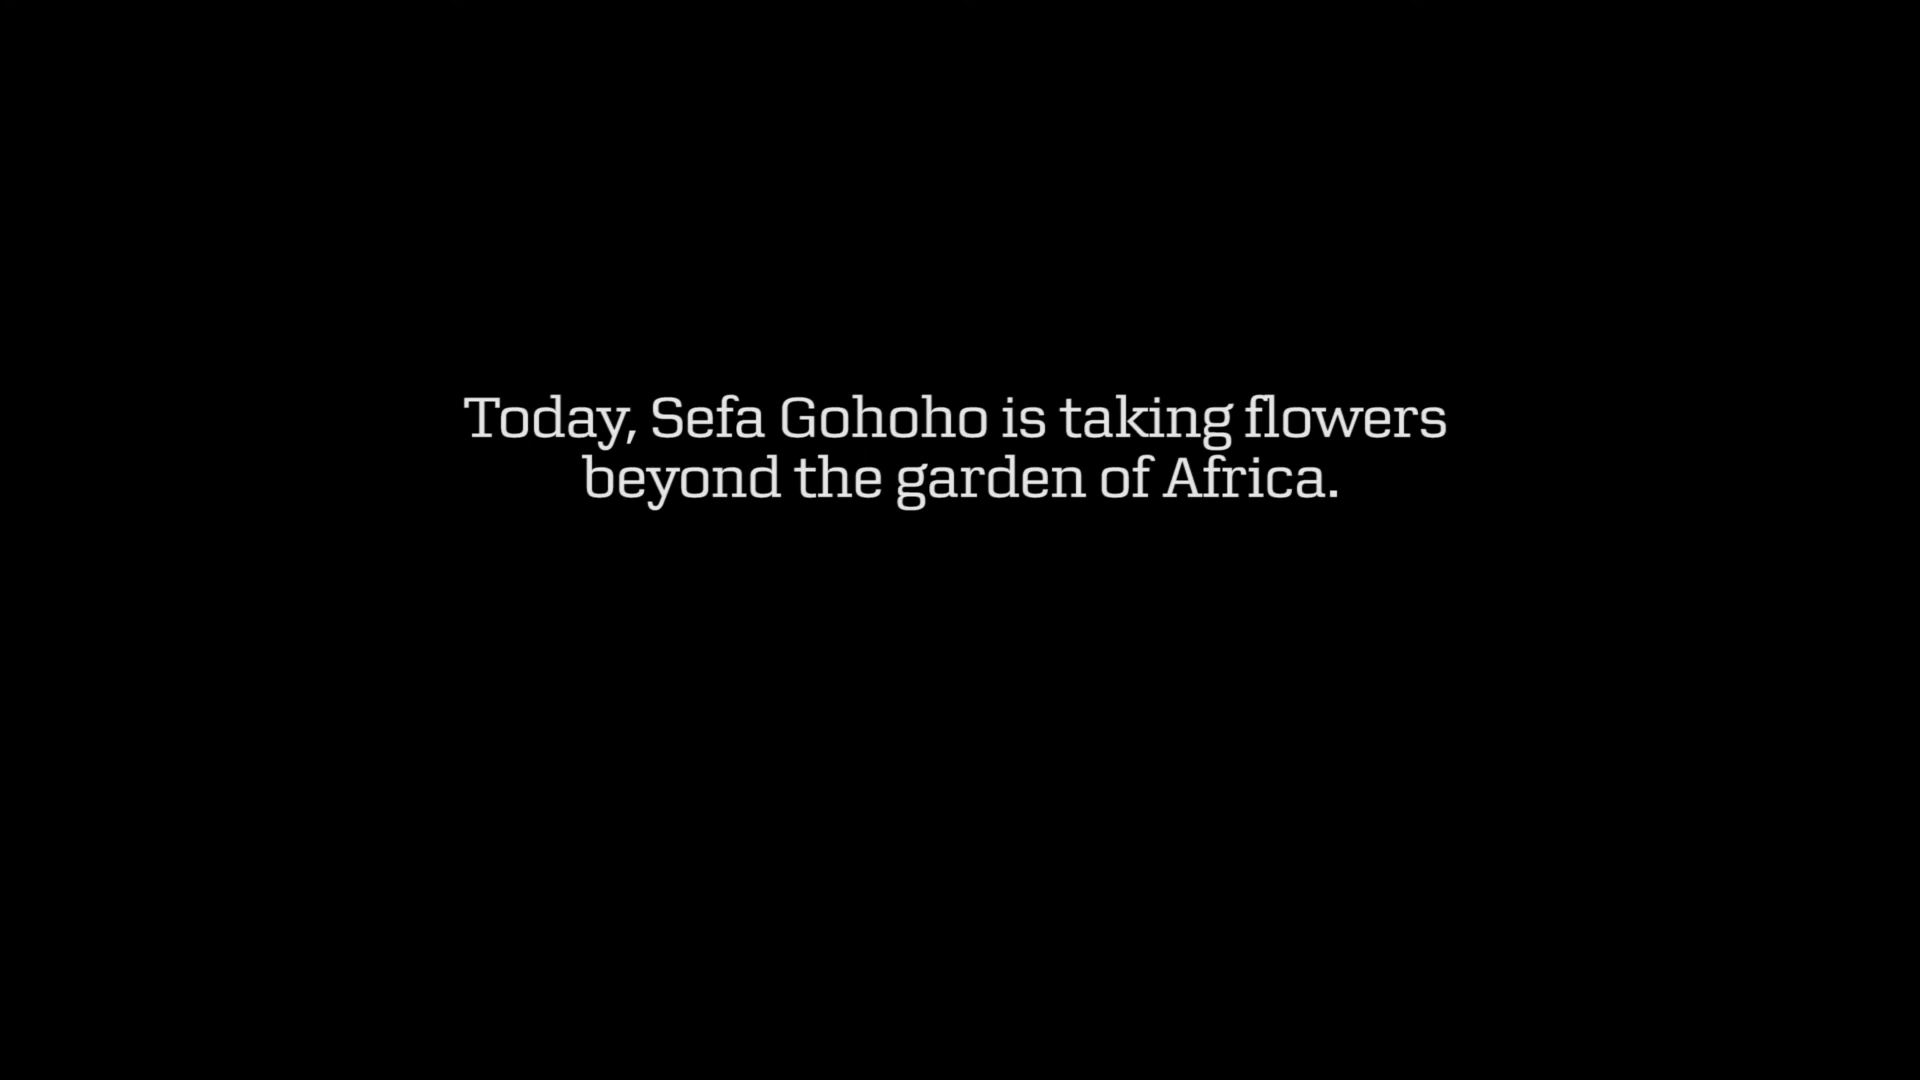 Today, Sefa Gohoho is taking flowers
beyond the garden of Africa.